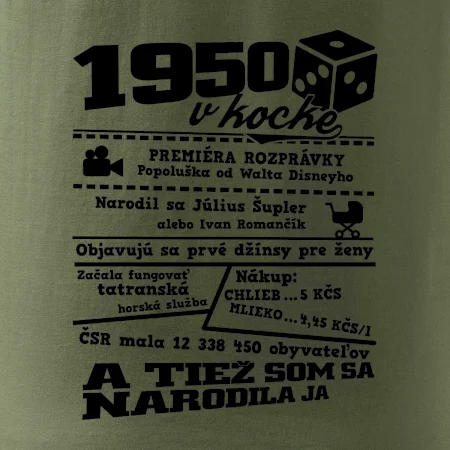 1950
v kocke
PREMIÉRA ROZPRÁVKY
Popoluška od Walta Disneyho
Narodil sa Július Šupler
alebo Ivan Romančík
Objavujú sa prvé džínsy pre ženy
Začala fungovať
tatranská
horská služba
Nákup:
CHLIEB...5 KČS
MLIEKO...4,45 KČS/l
ČSR mala 12 338 450 obyvateľov
A TIEŽ SOM SA
NARODILA JA